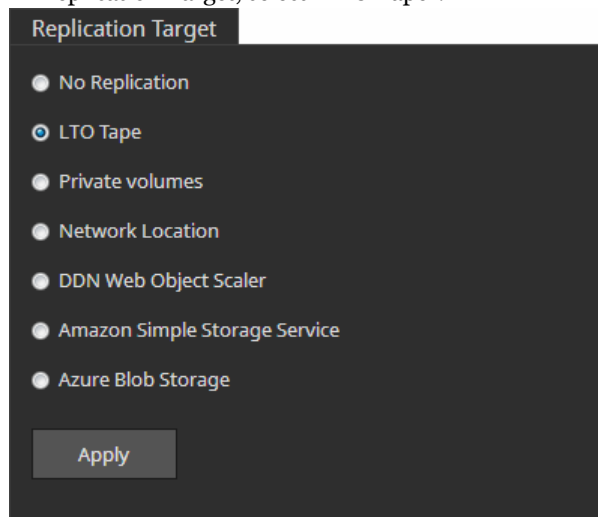 Replication Target
No Replication
LTO Tape
Private volumes
Network Location
DDN Web Object Scaler
Amazon Simple Storage Service
Azure Blob Storage
Apply